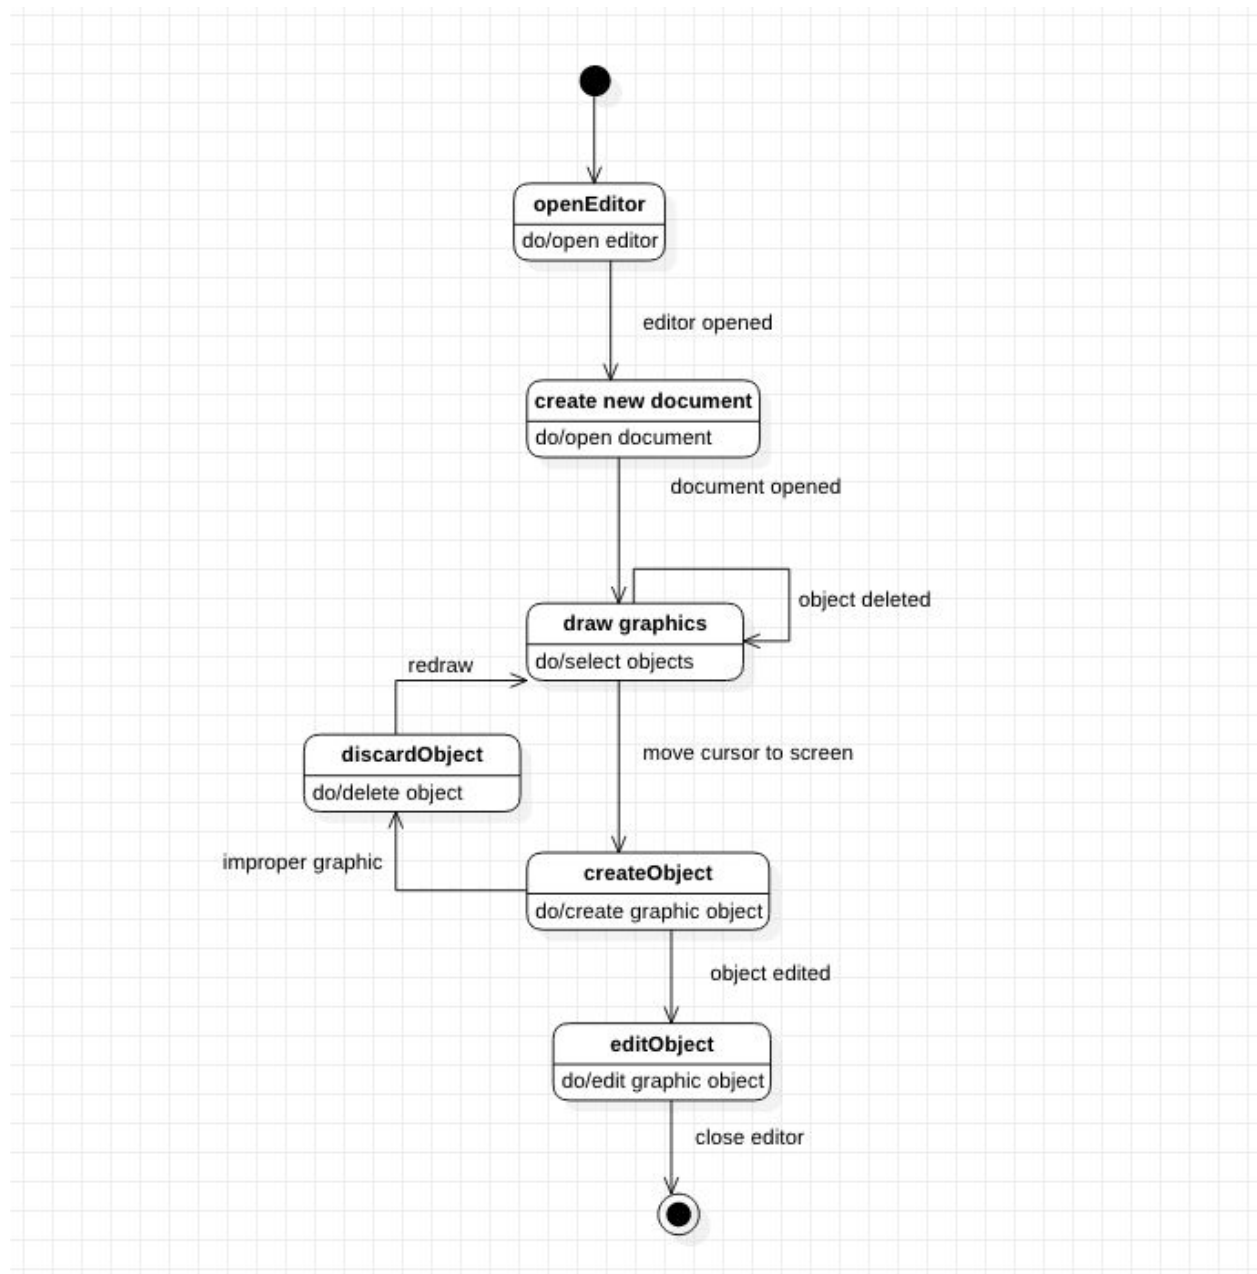 openEditor
do/open editor
editor opened
create new document
do/open document
document opened
object deleted
draw graphics
do/select objects
redraw
discardObject
do/delete object
move cursor to screen
improper graphic
createObject
do/create graphic object
object edited
editObject
do/edit graphic object
close editor